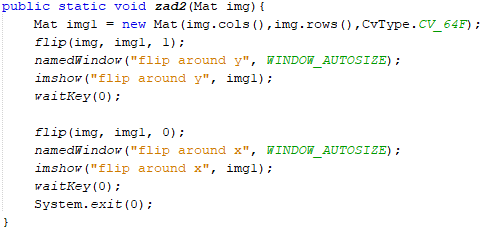 public static void zad2(Mat img){
    Mat img1 = new Mat(img.cols(),img.rows(),CvType.CV_64F);
    flip(img, img1, 1);
    namedWindow("flip around y", WINDOW_AUTOSIZE);
    imshow("flip around y", img1);
    waitKey(0);

    flip(img, img1, 0);
    namedWindow("flip around x", WINDOW_AUTOSIZE);
    imshow("flip around x", img1);
    waitKey(0);
    System.exit(0);
}